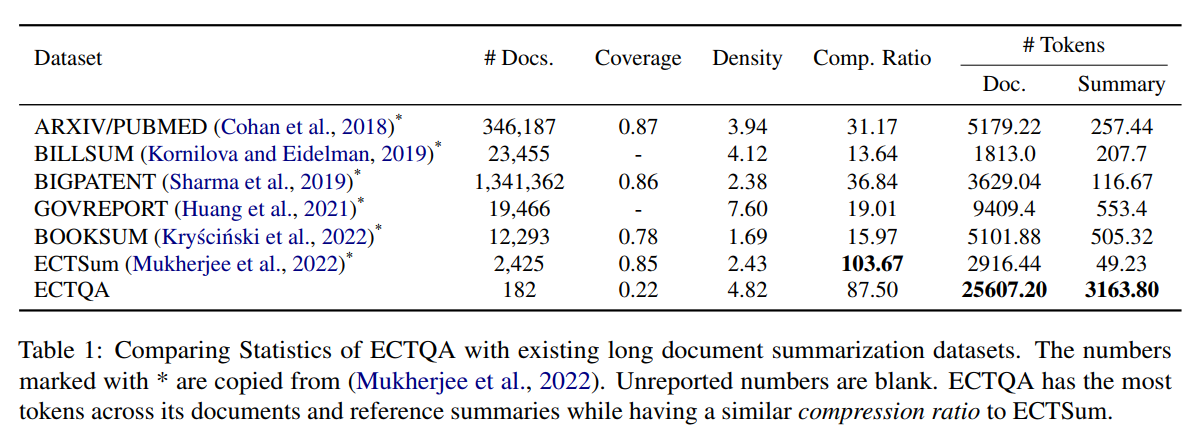 Dataset # Docs. Coverage Density Comp. Ratio # Tokens
Doc. Summary
ARXIV/PUBMED (Cohan et al., 2018)* 346,187 0.87 3.94 31.17 5179.22 257.44
BILLSUM (Kornilova and Eidelman, 2019)* 23,455 - 4.12 13.64 1813.0 207.7
BIGPATENT (Sharma et al., 2019)* 1,341,362 0.86 2.38 36.84 3629.04 116.67
GOVREPORT (Huang et al., 2021)* 19,466 - 7.60 19.01 9409.4 553.4
BOOKSUM (Kryściński et al., 2022)* 12,293 0.78 1.69 15.97 5101.88 505.32
ECTSum (Mukherjee et al., 2022)* 2,425 0.85 2.43 103.67 2916.44 49.23
ECTQA 182 0.22 4.82 87.50 25607.20 3163.80
Table 1: Comparing Statistics of ECTQA with existing long document summarization datasets. The numbers
marked with * are copied from (Mukherjee et al., 2022). Unreported numbers are blank. ECTQA has the most
tokens across its documents and reference summaries while having a similar compression ratio to ECTSum.